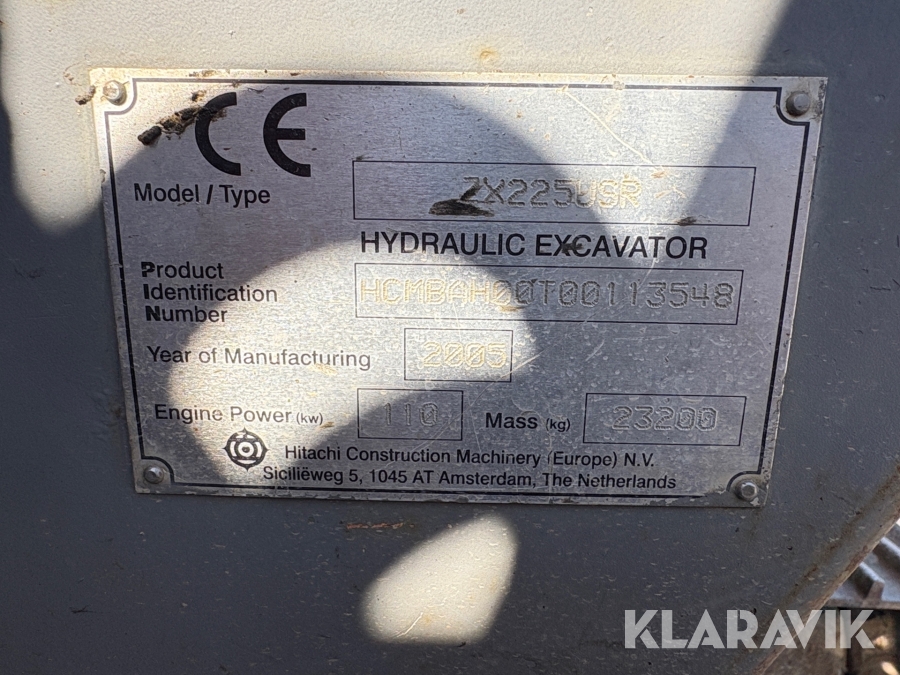 CE
Model / Type ZX225USR
HYDRAULIC EXCAVATOR
Product
Identification HCMBAH00T00113548
Number
Year of Manufacturing 2005
Engine Power (kw) 110 Mass (kg) 23200
Hitachi Construction Machinery (Europe) N.V.
Siciliëweg 5, 1045 AT Amsterdam, The Netherlands
KLARAVIK